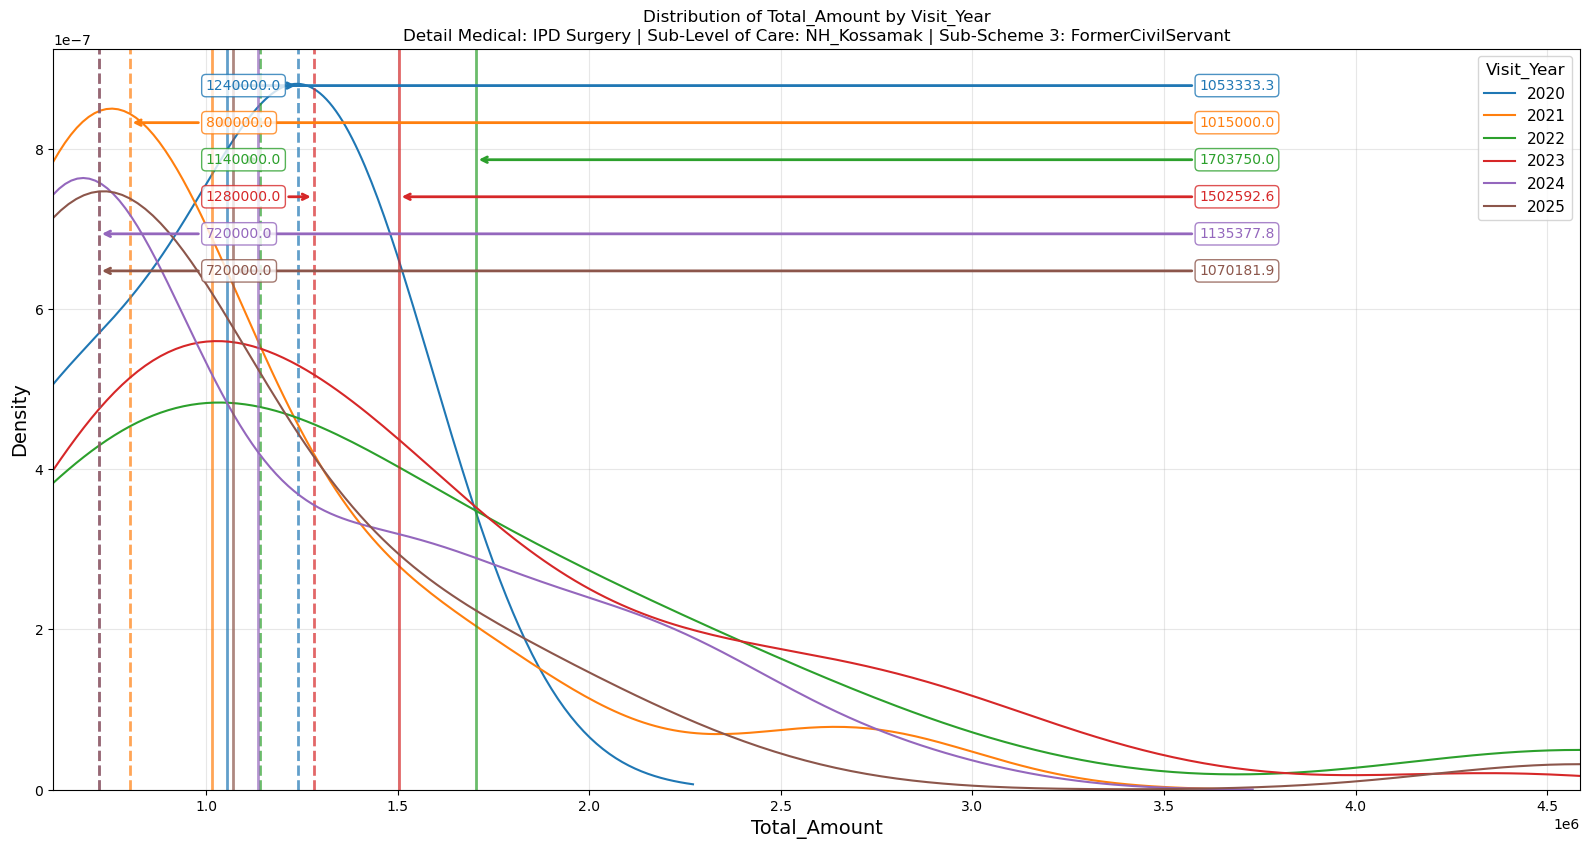 Distribution of Total_Amount by Visit_Year
Detail Medical: IPD Surgery | Sub-Level of Care: NH_Kossamak | Sub-Scheme 3: FormerCivilServant
1e−7
Visit_Year
2020
2021
2022
2023
2024
2025
1240000.0 1053333.3
800000.0 1015000.0
1140000.0 1703750.0
1280000.0 1502592.6
720000.0 1135377.8
720000.0 1070181.9
Density
8
6
4
2
0
1.0 1.5 2.0 2.5 3.0 3.5 4.0 4.5
1e6
Total_Amount